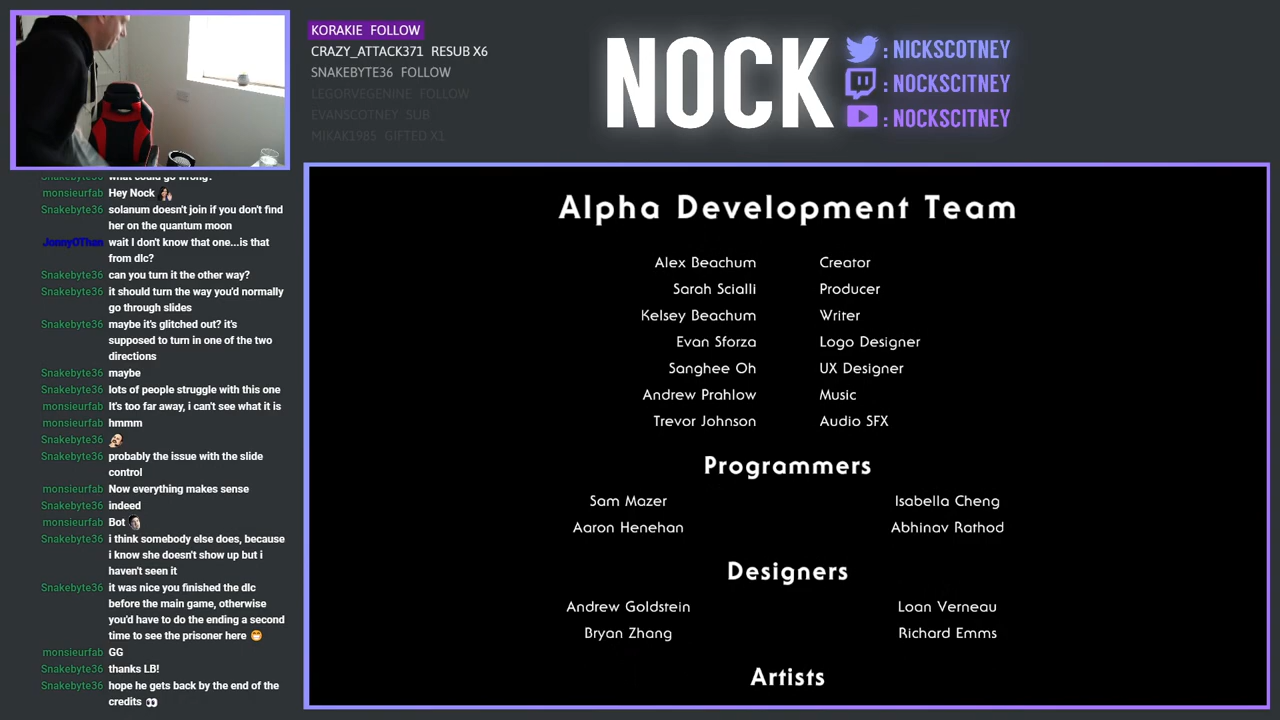 KORAKIE FOLLOW
CRAZY_ATTACK371 RESUB X6
SNAKEBYTE36 FOLLOW
LEGORVEGENINE FOLLOW
EVANSCOTNEY SUB
MIKAK1985 GIFTED X1
NOCK
: NICKSCOTNEY
: NOCKSCITNEY
: NOCKSCITNEY
Snakebyte36 what could go wrong?
monsieurfab Hey Nock
Snakebyte36 solanum doesn't join if you don't find
her on the quantum moon
JonnyOThan wait I don't know that one...is that
from dlc?
Snakebyte36 can you turn it the other way?
Snakebyte36 it should turn the way you'd normally
go through slides
Snakebyte36 maybe it's glitched out? it's
supposed to turn in one of the two
directions
Snakebyte36 maybe
Snakebyte36 lots of people struggle with this one
monsieurfab It's too far away, i can't see what it is
monsieurfab hmmm
Snakebyte36
Snakebyte36 probably the issue with the slide
control
monsieurfab Now everything makes sense
Snakebyte36 indeed
monsieurfab Bot
Snakebyte36 i think somebody else does, because
i know she doesn't show up but i
haven't seen it
Snakebyte36 it was nice you finished the dlc
before the main game, otherwise
you'd have to do the ending a second
time to see the prisoner here 😁
monsieurfab GG
Snakebyte36 thanks LB!
Snakebyte36 hope he gets back by the end of the
credits 👀
Alpha Development Team
Alex Beachum Creator
Sarah Scialli Producer
Kelsey Beachum Writer
Evan Sforza Logo Designer
Sanghee Oh UX Designer
Andrew Prahlow Music
Trevor Johnson Audio SFX
Programmers
Sam Mazer Isabella Cheng
Aaron Henehan Abhinav Rathod
Designers
Andrew Goldstein Loan Verneau
Bryan Zhang Richard Emms
Artists